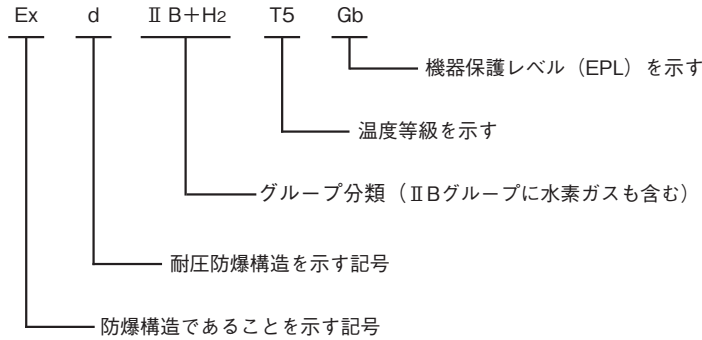 Ex d ⅡB＋H2 T5 Gb
機器保護レベル（EPL）を示す
温度等級を示す
グループ分類（ⅡBグループに水素ガスも含む）
耐圧防爆構造を示す記号
防爆構造であることを示す記号